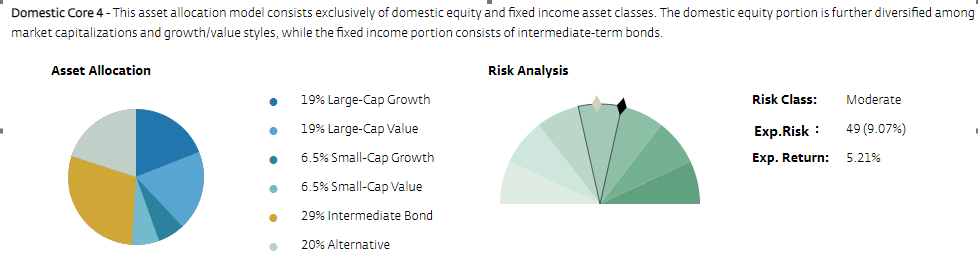 Domestic Core 4 - This asset allocation model consists exclusively of domestic equity and fixed income asset classes. The domestic equity portion is further diversified among
market capitalizations and growth/value styles, while the fixed income portion consists of intermediate-term bonds.
Asset Allocation
19% Large-Cap Growth
19% Large-Cap Value
6.5% Small-Cap Growth
6.5% Small-Cap Value
29% Intermediate Bond
20% Alternative
Risk Analysis
Risk Class: Moderate
Exp.Risk : 49 (9.07%)
Exp. Return: 5.21%